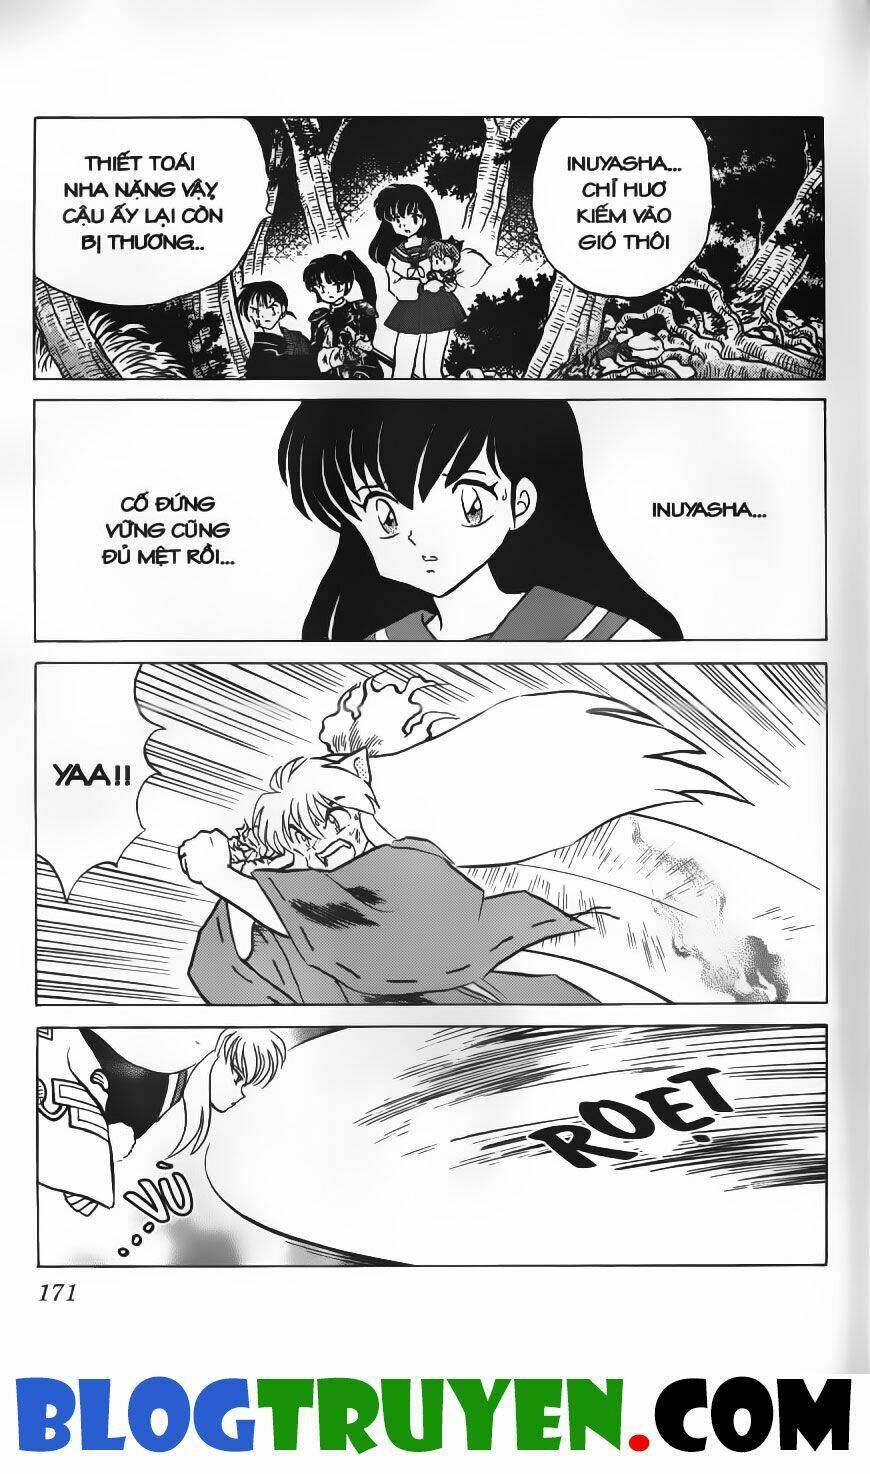 INUYASHA...
CHỈ HUƠ
KIẾM VÀO
GIÓ THÔI
THIẾT TOÁI
NHA NẶNG VẬY,
CẬU ẤY LẠI CÒN
BỊ THƯƠNG...
INUYASHA...
CỐ ĐỨNG
VỮNG CŨNG
ĐỦ MỆT RỒI...
YAA!!
ROẸT
...VÙ
171
BLOGTRUYEN.COM